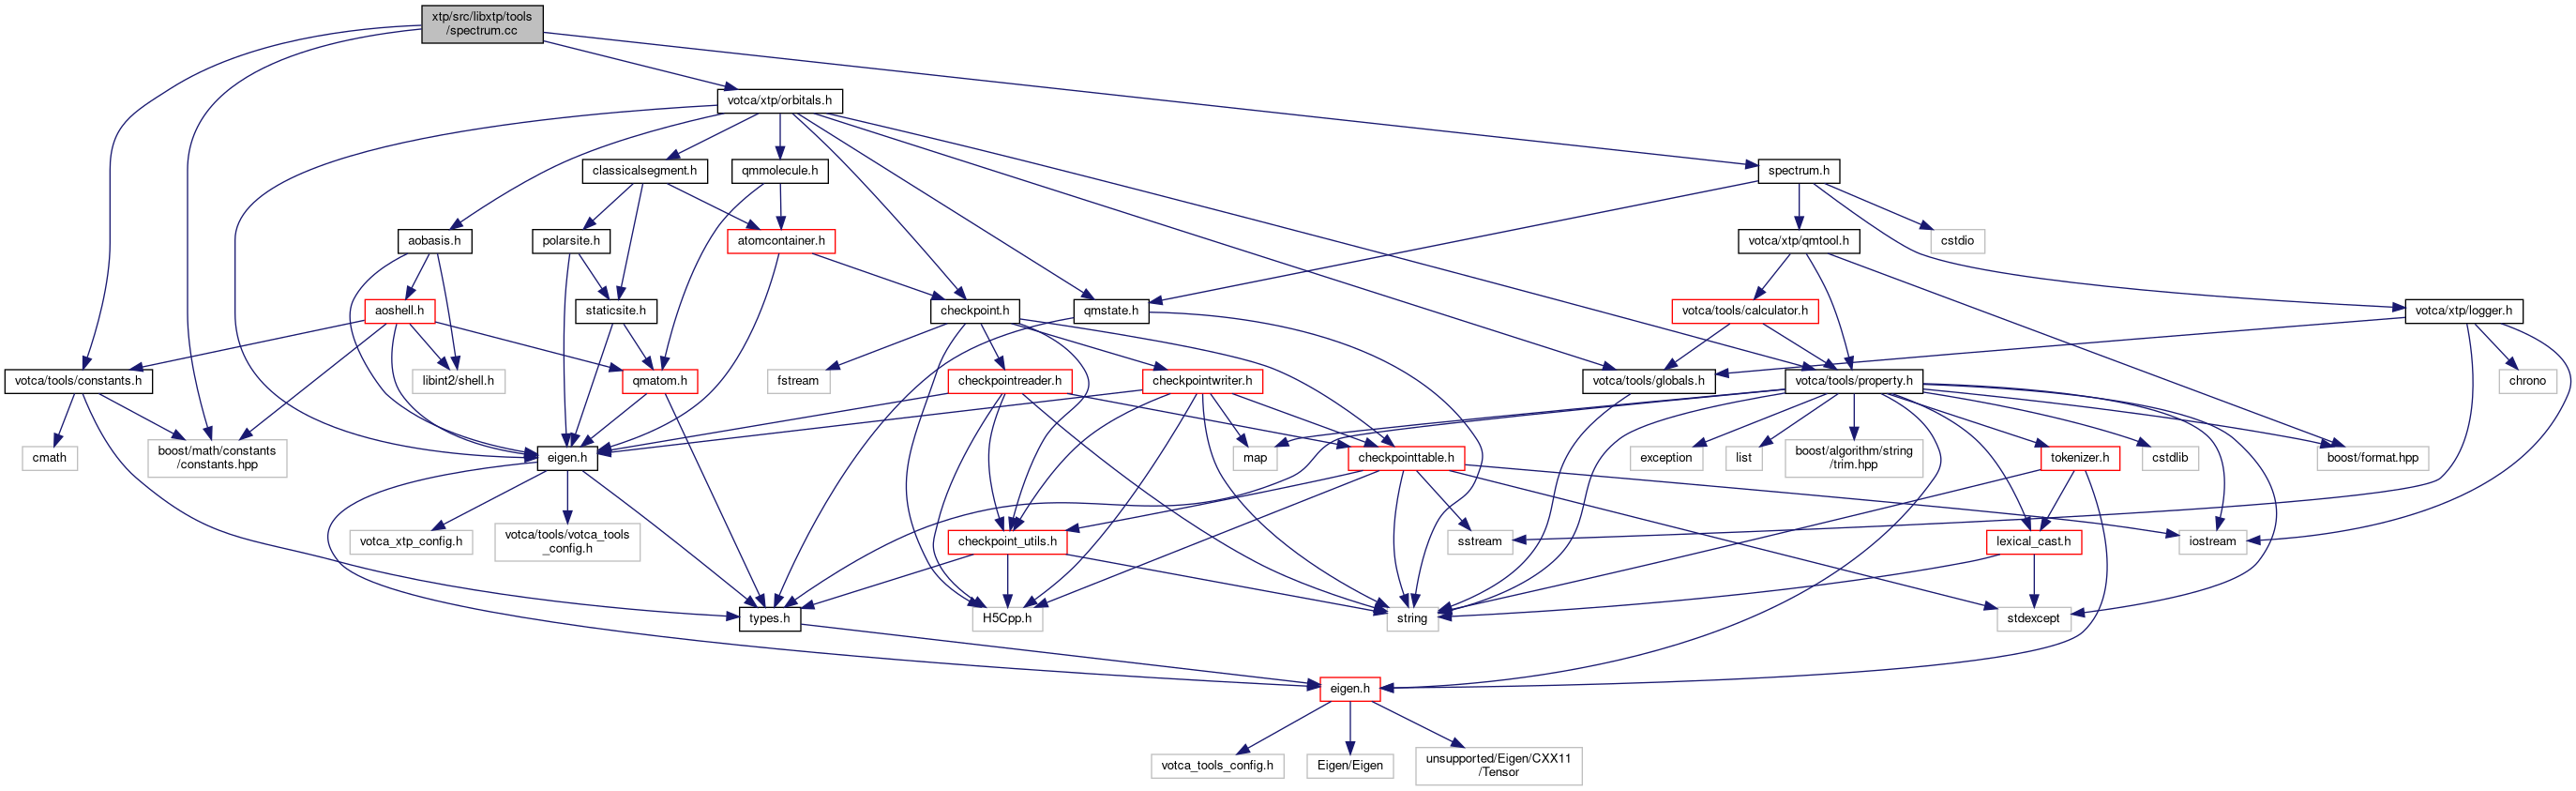 xtp/src/libxtp/tools
/spectrum.cc
votca/xtp/orbitals.h
classicalsegment.h
qmmolecule.h
spectrum.h
aobasis.h
polarsite.h
atomcontainer.h
votca/xtp/qmtool.h
cstdio
aoshell.h
staticsite.h
checkpoint.h
qmstate.h
votca/tools/calculator.h
votca/xtp/logger.h
votca/tools/constants.h
libint2/shell.h
qmatom.h
fstream
checkpointreader.h
checkpointwriter.h
votca/tools/globals.h
votca/tools/property.h
chrono
cmath
boost/math/constants
/constants.hpp
eigen.h
map
checkpointtable.h
exception
list
boost/algorithm/string
/trim.hpp
tokenizer.h
cstdlib
boost/format.hpp
votca_xtp_config.h
votca/tools/votca_tools
_config.h
checkpoint_utils.h
sstream
lexical_cast.h
iostream
types.h
H5Cpp.h
string
stdexcept
eigen.h
votca_tools_config.h
Eigen/Eigen
unsupported/Eigen/CXX11
/Tensor